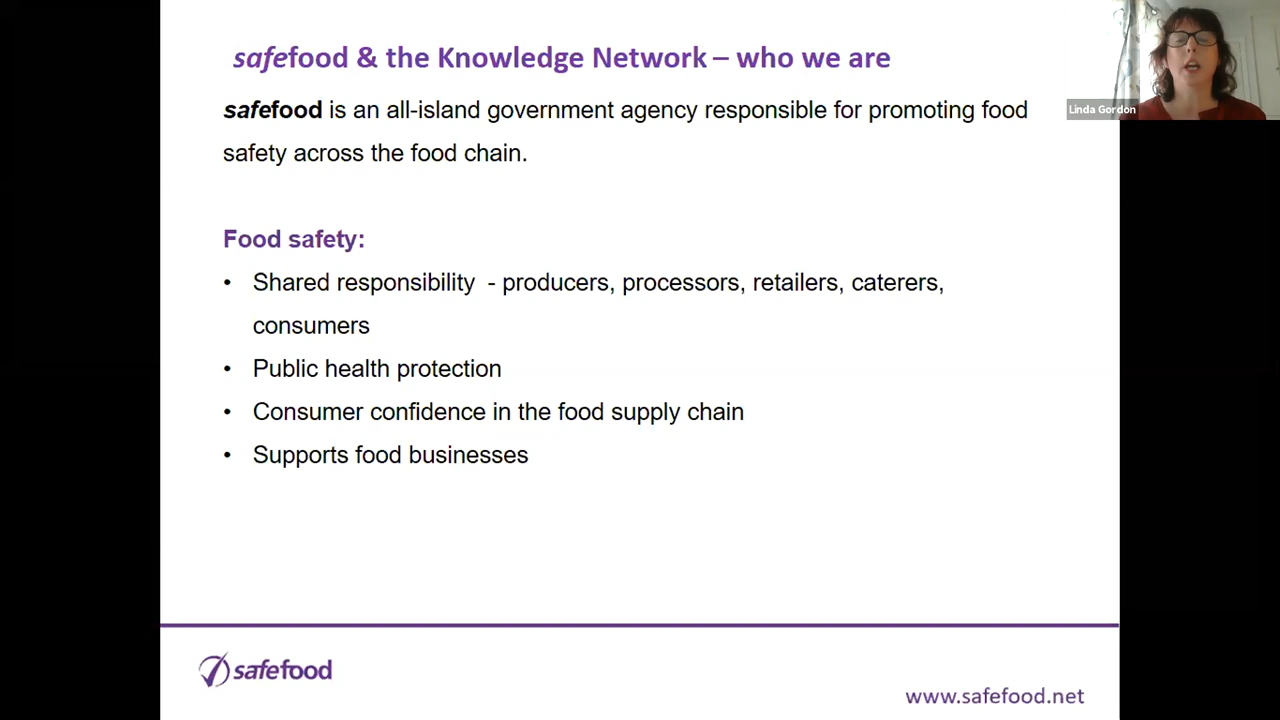 safefood & the Knowledge Network – who we are
safefood is an all-island government agency responsible for promoting food
safety across the food chain.
Food safety:
• Shared responsibility - producers, processors, retailers, caterers,
consumers
• Public health protection
• Consumer confidence in the food supply chain
• Supports food businesses
safefood
www.safefood.net
Linda Gordon